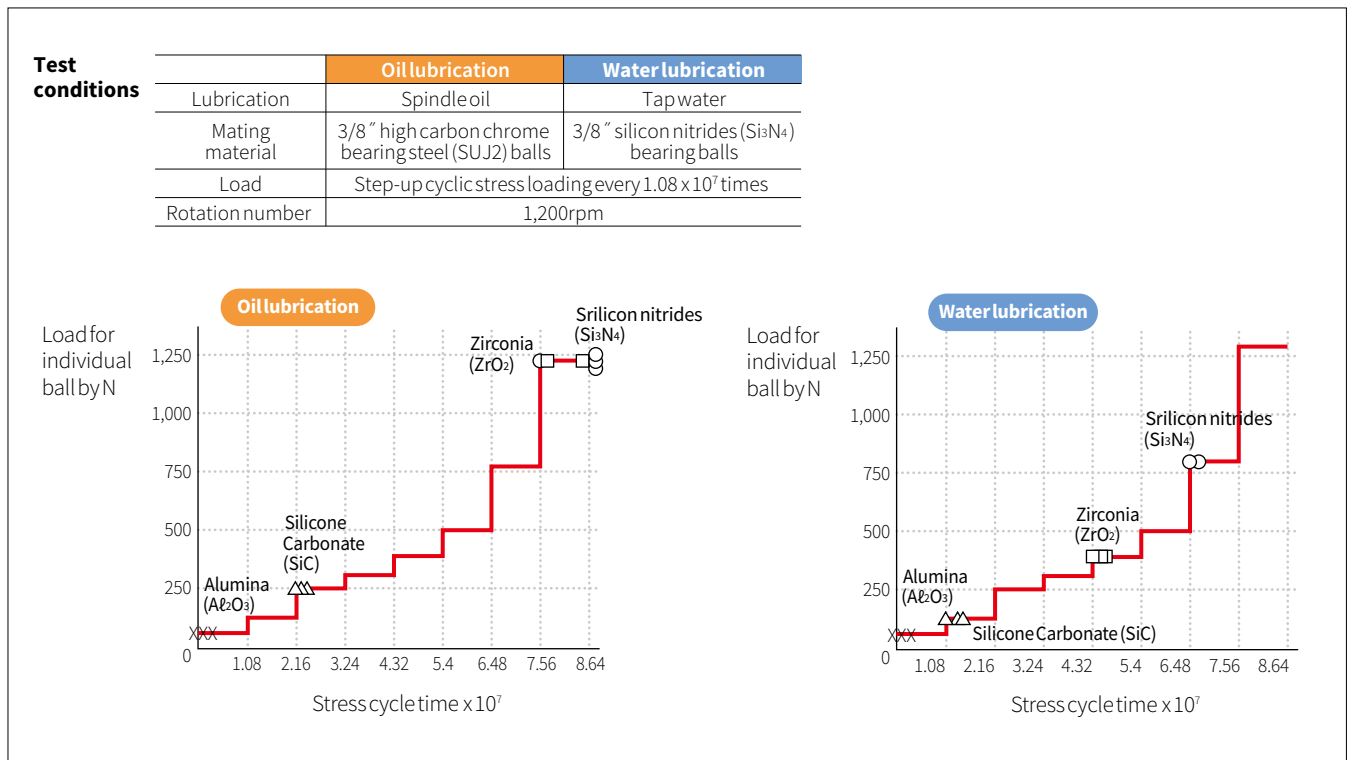 Test
conditions
Oil lubrication Water lubrication
Lubrication Spindle oil Tap water
Mating
material
3/8 ˝ high carbon chrome
bearing steel (SUJ2) balls
3/8 ˝ silicon nitrides (Si₃N₄)
bearing balls
Load Step-up cyclic stress loading every 1.08 x 10⁷ times
Rotation number 1,200rpm
Oil lubrication
Load for
individual
ball by N
1,250
1,000
750
500
250
0
Alumina
(Aℓ₂O₃)
Silicone
Carbonate
(SiC)
Zirconia
(ZrO₂)
Srilicon nitrides
(Si₃N₄)
1.08 2.16 3.24 4.32 5.4 6.48 7.56 8.64
Stress cycle time x 10⁷
Water lubrication
Load for
individual
ball by N
1,250
1,000
750
500
250
0
Alumina
(Aℓ₂O₃)
Silicone Carbonate (SiC)
Zirconia
(ZrO₂)
Srilicon nitrides
(Si₃N₄)
1.08 2.16 3.24 4.32 5.4 6.48 7.56 8.64
Stress cycle time x 10⁷